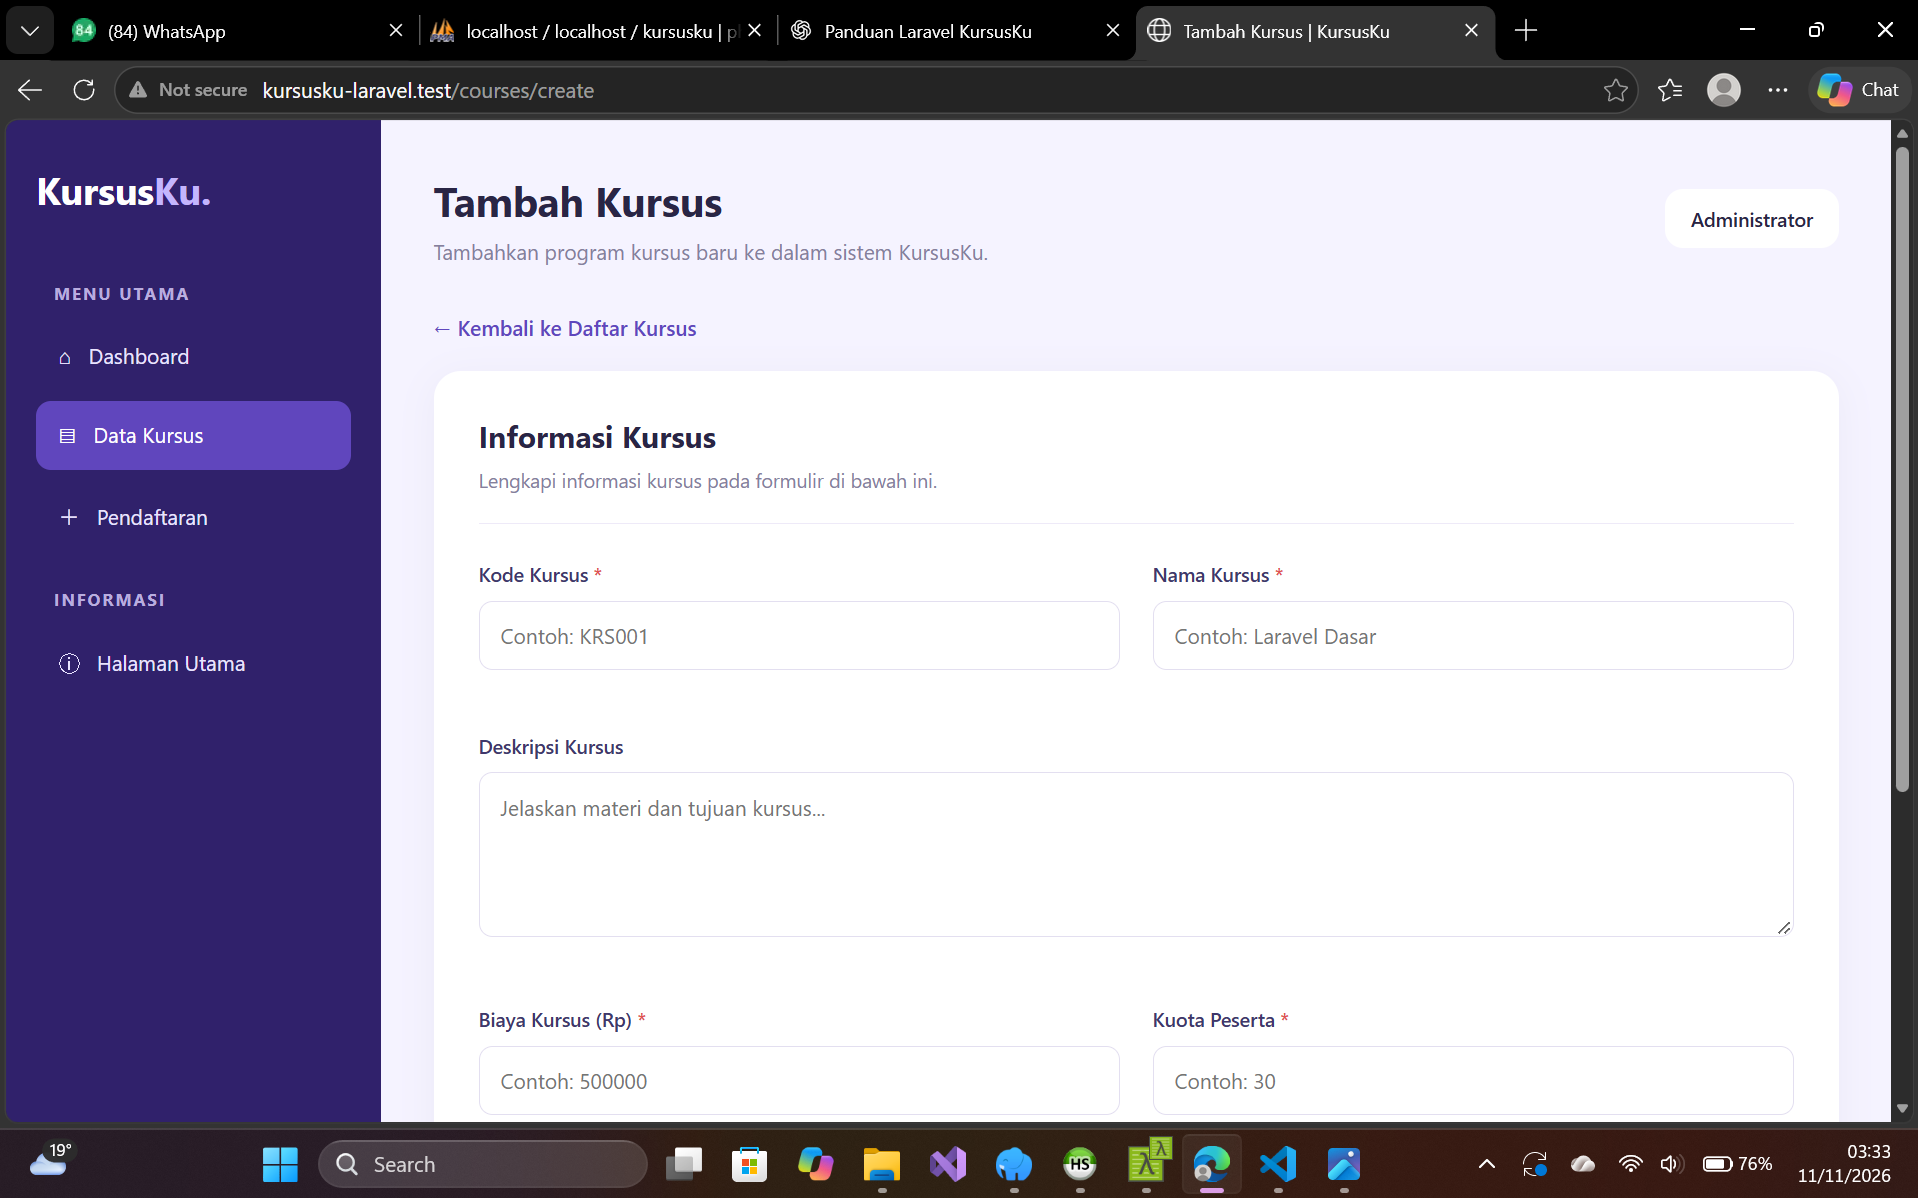 84
(84) WhatsApp
localhost / localhost / kursusku |
Panduan Laravel KursusKu
Tambah Kursus | KursusKu
Not secure
kursusku-laravel.test/courses/create
Chat
KursusKu.
MENU UTAMA
Dashboard
Data Kursus
Pendaftaran
INFORMASI
Halaman Utama
Tambah Kursus
Tambahkan program kursus baru ke dalam sistem KursusKu.
Administrator
← Kembali ke Daftar Kursus
Informasi Kursus
Lengkapi informasi kursus pada formulir di bawah ini.
Kode Kursus *
Nama Kursus *
Contoh: KRS001
Contoh: Laravel Dasar
Deskripsi Kursus
Jelaskan materi dan tujuan kursus...
Biaya Kursus (Rp) *
Kuota Peserta *
Contoh: 500000
Contoh: 30
19°
Search
HS
76%
03:33
11/11/2026